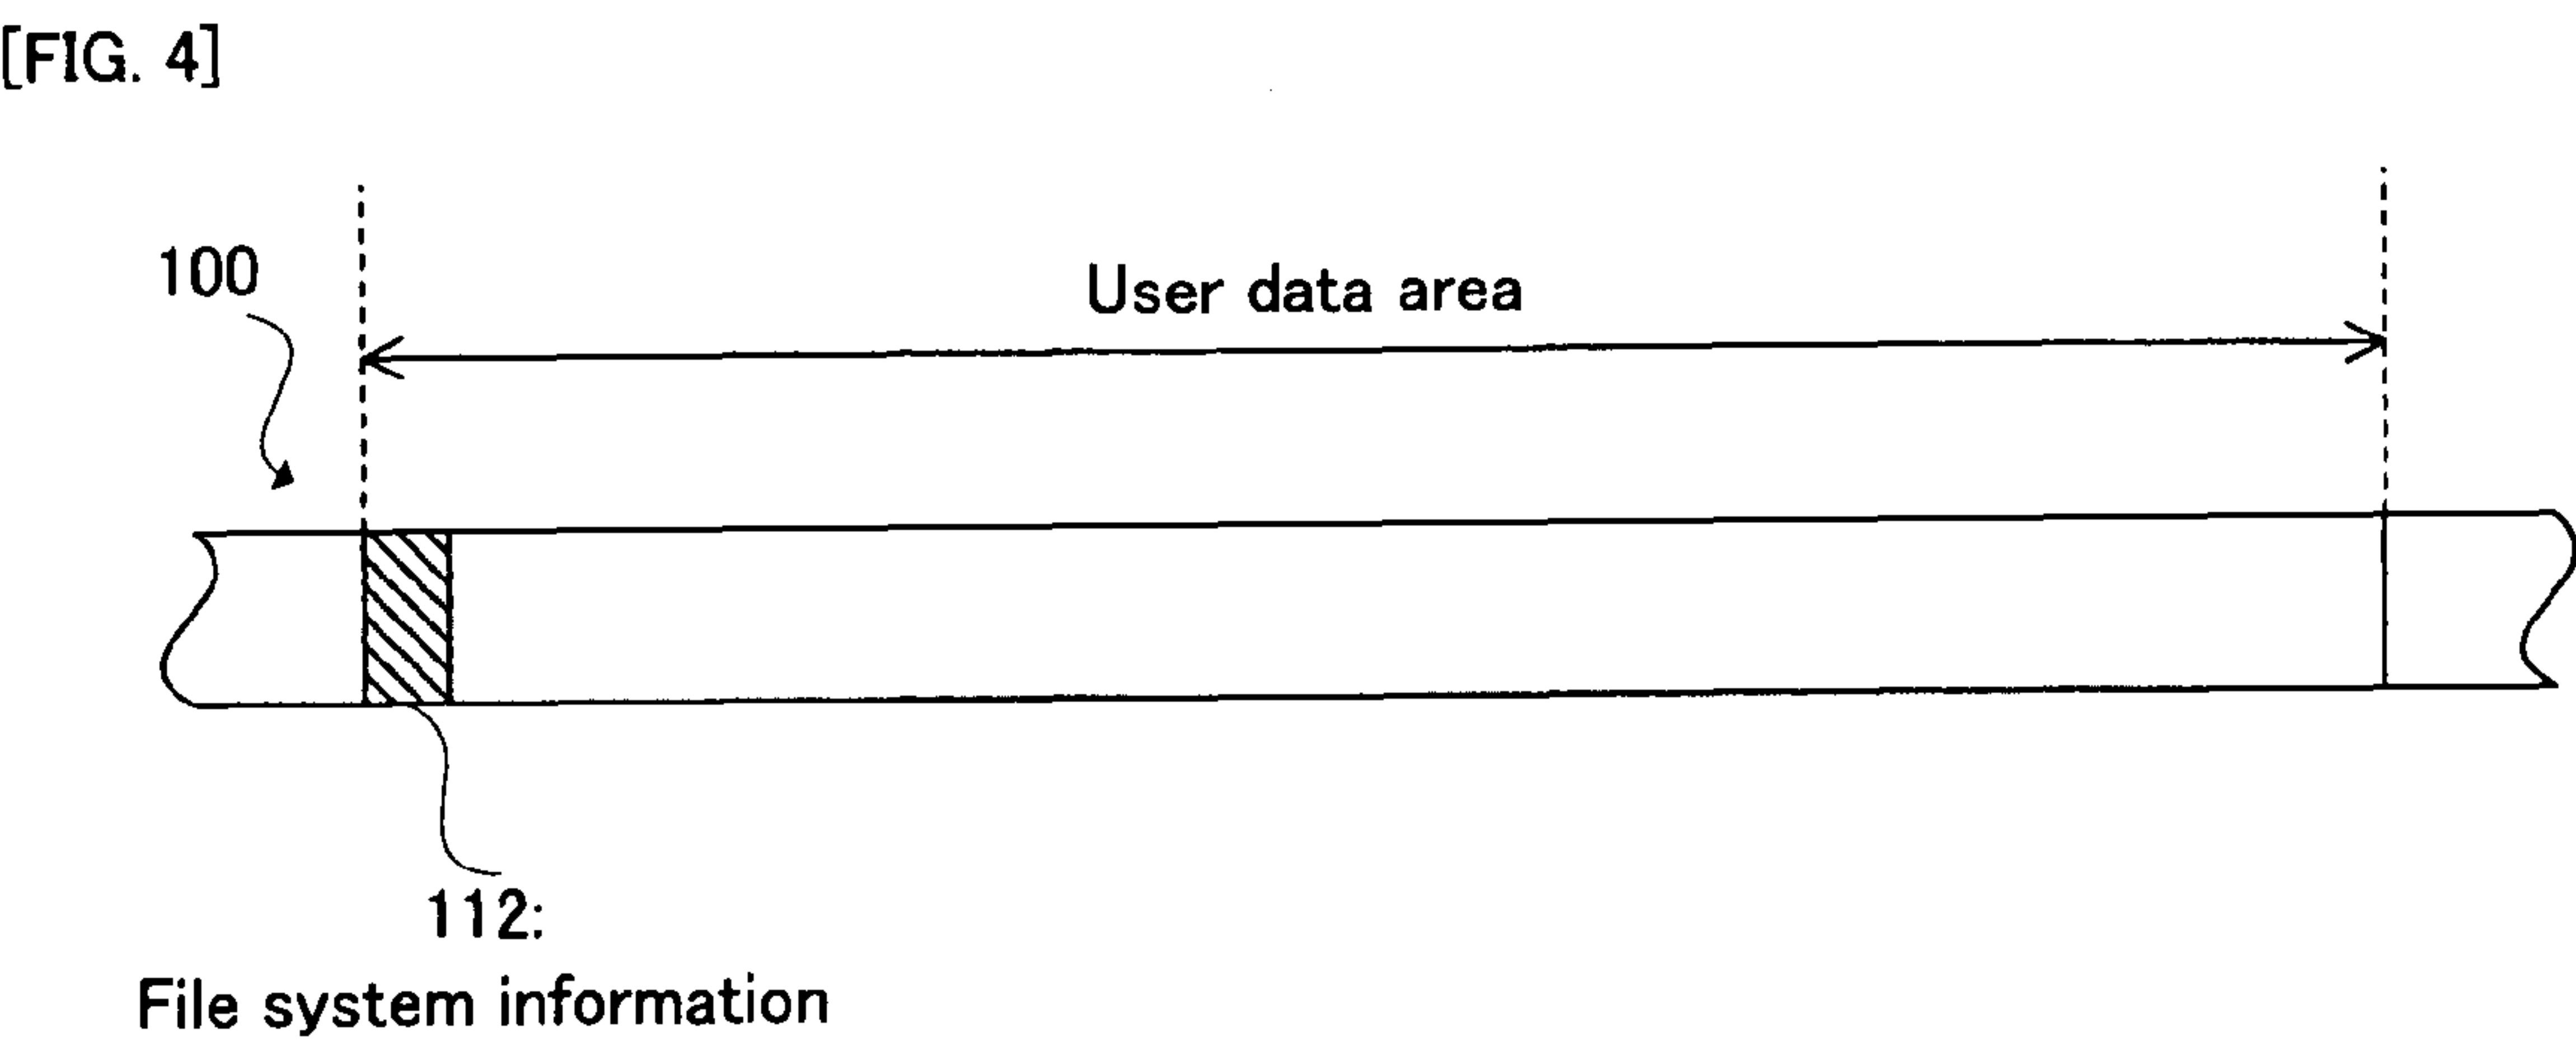 [FIG. 4]
100
User data area
112:
File system information